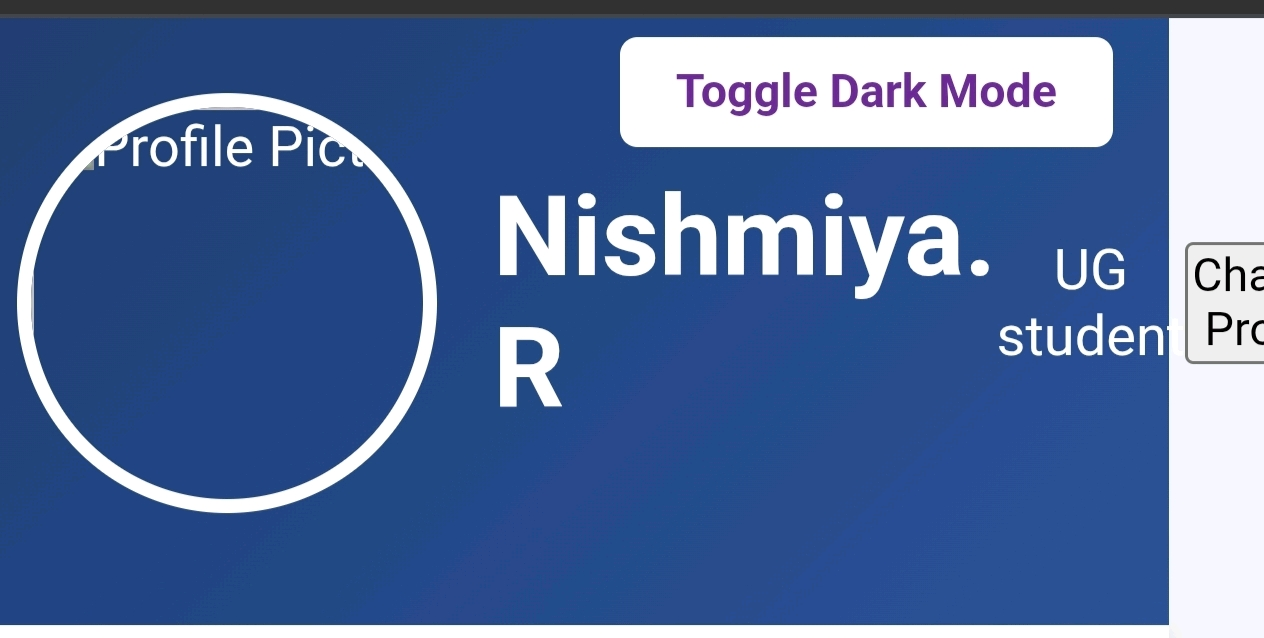 Toggle Dark Mode
Profile Pict
Nishmiya.
R
UG
student
Cha
Pro